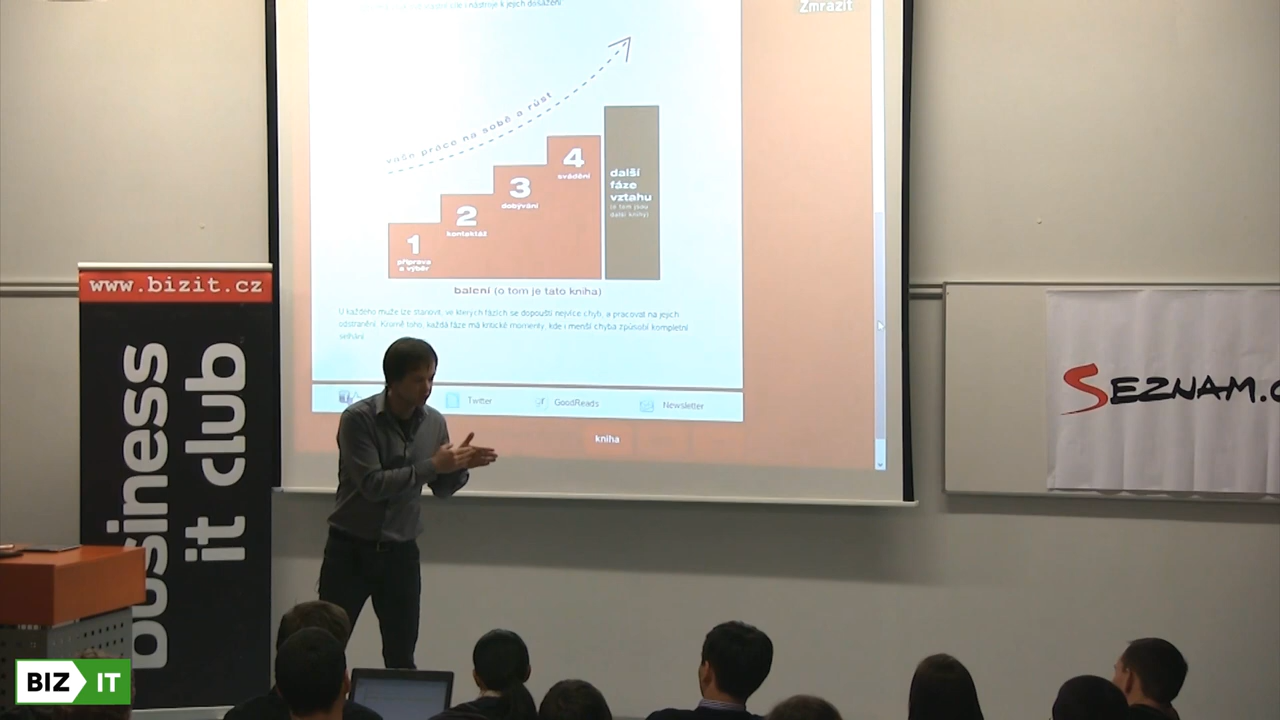 nástroje k jejich dosažení.
Zmrazit
vaše práce na sobě a růst
4
svádění
3
dobývání
2
kontaktáž
1
příprava
a výběr
další
fáze
vztahu
(o tom jsou
další knihy)
balení (o tom je tato kniha)
U každého muže lze stanovit, ve kterých fázích se dopouští nejvíce chyb, a pracovat na jejich
odstranění. Kromě toho, každá fáze má kritické momenty, kde i menší chyba způsobí kompletní
selhání.
Twitter
GoodReads
Newsletter
kniha
www.bizit.cz
business
it club
SEZNAM.
BIZ IT